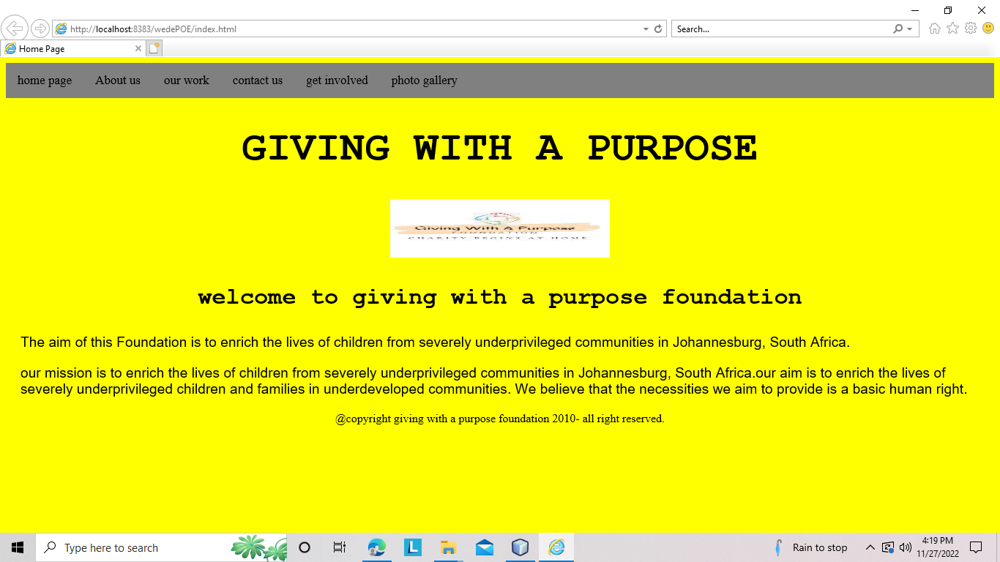 http://localhost:8383/wedePOE/index.html
Search...
Home Page
home page About us our work contact us get involved photo gallery
GIVING WITH A PURPOSE
Giving With A Purpose
FOUNDATION
CHARITY BEGINS AT HOME
welcome to giving with a purpose foundation
The aim of this Foundation is to enrich the lives of children from severely underprivileged communities in Johannesburg, South Africa.
our mission is to enrich the lives of children from severely underprivileged communities in Johannesburg, South Africa.our aim is to enrich the lives of
severely underprivileged children and families in underdeveloped communities. We believe that the necessities we aim to provide is a basic human right.
@copyright giving with a purpose foundation 2010- all right reserved.
Type here to search
L
Rain to stop
4:19 PM
11/27/2022